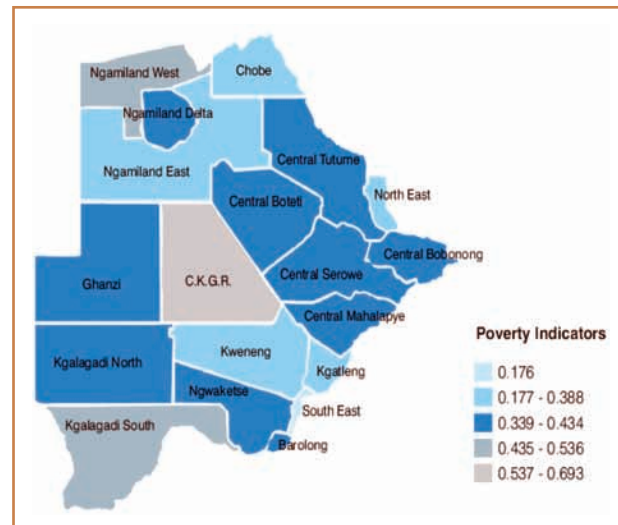 Ngamiland West
Chobe
Ngamiland Delta
Central Tutume
Ngamiland East
North East
Central Boteti
Central Bobonong
Ghanzi
C.K.G.R.
Central Serowe
Central Mahalapye
Poverty Indicators
Kweneng
Kgalagadi North
Kgatleng
0.176
Ngwaketse
0.177 - 0.388
South East
0.339 - 0.434
Kgalagadi South
Barolong
0.435 - 0.536
0.537 - 0.693